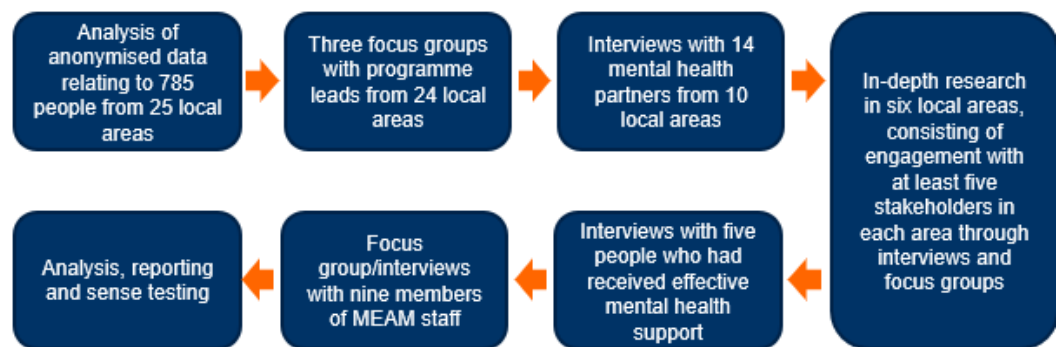 Analysis of
anonymised data
relating to 785
people from 25 local
areas
Three focus groups
with programme
leads from 24 local
areas
Interviews with 14
mental health
partners from 10
local areas
In-depth research
in six local areas,
consisting of
engagement with
at least five
stakeholders in
each area through
interviews and
focus groups
Interviews with five
people who had
received effective
mental health
support
Focus
group/interviews
with nine members
of MEAM staff
Analysis, reporting
and sense testing